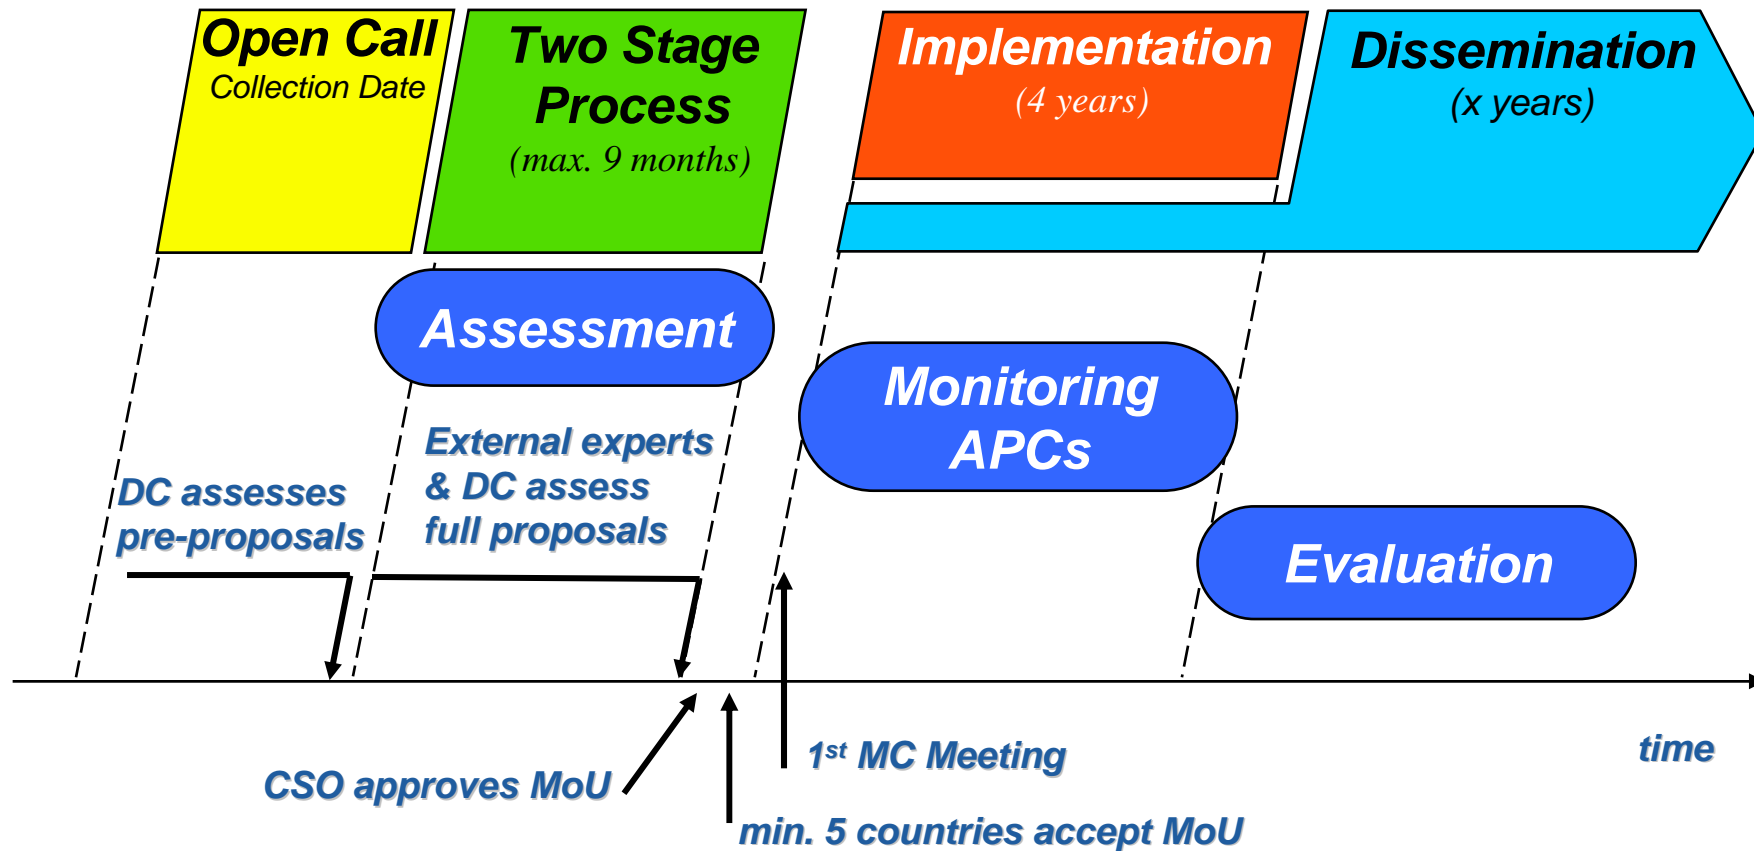 Open Call
Collection Date
Two Stage
Process
(max. 9 months)
Implementation
(4 years)
Dissemination
(x years)
Assessment
Monitoring
APCs
Evaluation
DC assesses
pre-proposals
External experts
& DC assess
full proposals
CSO approves MoU
1st MC Meeting
min. 5 countries accept MoU
time